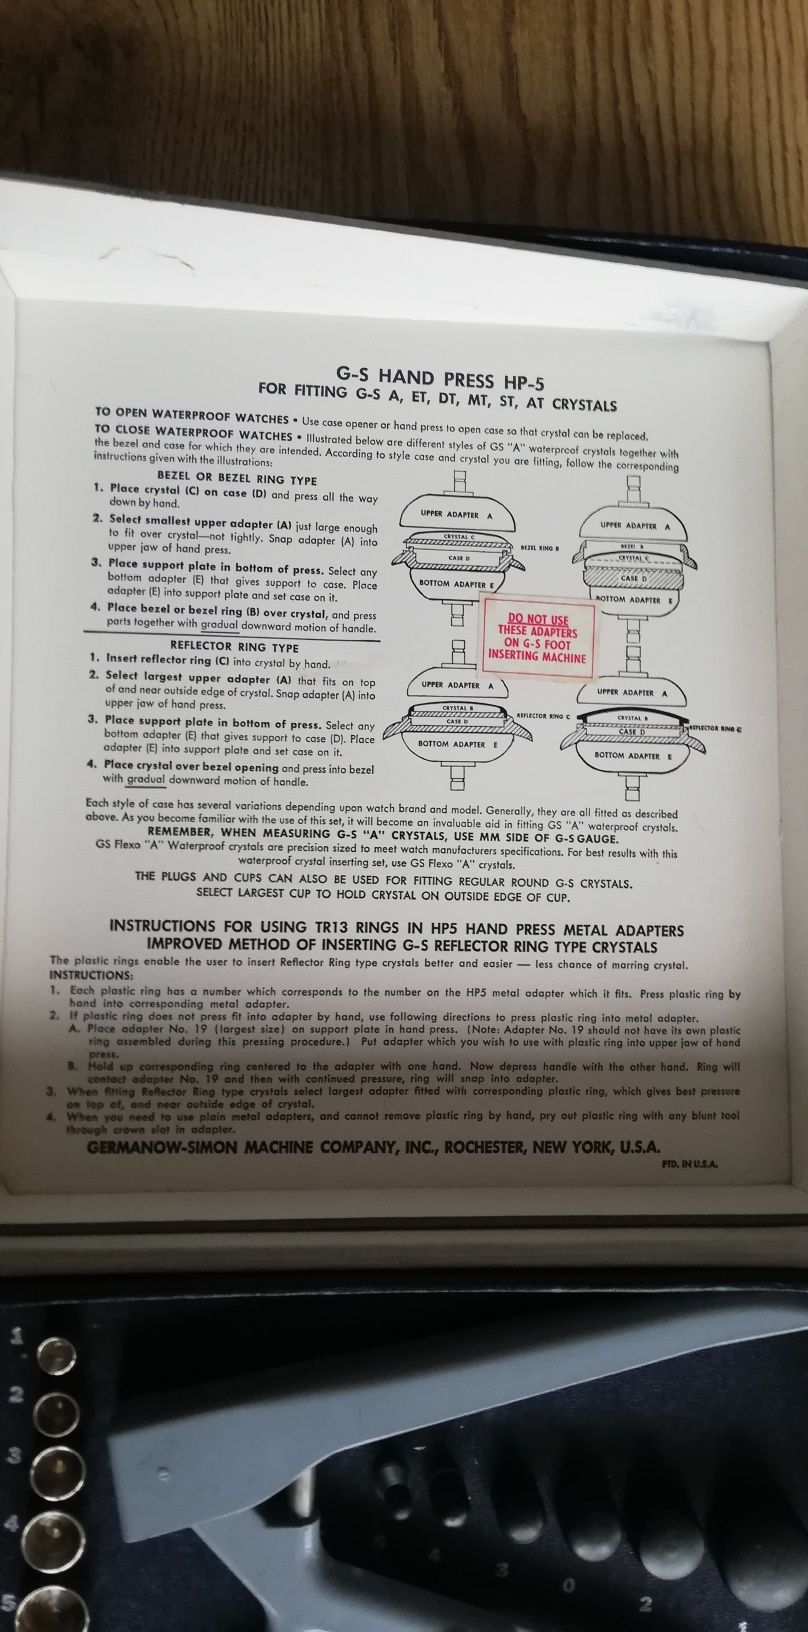 G-S HAND PRESS HP-5
FOR FITTING G-S A, ET, DT, MT, ST, AT CRYSTALS
TO OPEN WATERPROOF WATCHES • Use case opener or hand press to open case so that crystal can be replaced.
TO CLOSE WATERPROOF WATCHES • Illustrated below are different styles of GS "A" waterproof crystals together with
the bezel and case for which they are intended. According to style case and crystal you are fitting, follow the corresponding
instructions given with the illustrations:
BEZEL OR BEZEL RING TYPE
1. Place crystal (C) on case (D) and press all the way
down by hand.
2. Select smallest upper adapter (A) just large enough
to fit over crystal—not tightly. Snap adapter (A) into
upper jaw of hand press.
3. Place support plate in bottom of press. Select any
bottom adapter (E) that gives support to case. Place
adapter (E) into support plate and set case on it.
4. Place bezel or bezel ring (B) over crystal, and press
parts together with gradual downward motion of handle.
UPPER ADAPTER A
CRYSTAL C
BEZEL RING B
CASE D
BOTTOM ADAPTER E
UPPER ADAPTER A
BEZEL B
CRYSTAL C
CASE D
BOTTOM ADAPTER E
DO NOT USE
THESE ADAPTERS
ON G-S FOOT
INSERTING MACHINE
REFLECTOR RING TYPE
1. Insert reflector ring (C) into crystal by hand.
2. Select largest upper adapter (A) that fits on top
of and near outside edge of crystal. Snap adapter (A) into
upper jaw of hand press.
3. Place support plate in bottom of press. Select any
bottom adapter (E) that gives support to case (D). Place
adapter (E) into support plate and set case on it.
4. Place crystal over bezel opening and press into bezel
with gradual downward motion of handle.
UPPER ADAPTER A
CRYSTAL B
REFLECTOR RING C
CASE D
BOTTOM ADAPTER E
UPPER ADAPTER A
CRYSTAL B
REFLECTOR RING C
CASE D
BOTTOM ADAPTER E
Each style of case has several variations depending upon watch brand and model. Generally, they are all fitted as described
above. As you become familiar with the use of this set, it will become an invaluable aid in fitting GS "A" waterproof crystals.
REMEMBER, WHEN MEASURING G-S "A" CRYSTALS, USE MM SIDE OF G-S GAUGE.
GS Flexo "A" Waterproof crystals are precision sized to meet watch manufacturers specifications. For best results with this
waterproof crystal inserting set, use GS Flexo "A" crystals.
THE PLUGS AND CUPS CAN ALSO BE USED FOR FITTING REGULAR ROUND G-S CRYSTALS.
SELECT LARGEST CUP TO HOLD CRYSTAL ON OUTSIDE EDGE OF CUP.
INSTRUCTIONS FOR USING TR13 RINGS IN HP5 HAND PRESS METAL ADAPTERS
IMPROVED METHOD OF INSERTING G-S REFLECTOR RING TYPE CRYSTALS
The plastic rings enable the user to insert Reflector Ring type crystals better and easier — less chance of marring crystal.
INSTRUCTIONS:
1. Each plastic ring has a number which corresponds to the number on the HP5 metal adapter which it fits. Press plastic ring by
hand into corresponding metal adapter.
2. If plastic ring does not press fit into adapter by hand, use following directions to press plastic ring into metal adapter.
A. Place adapter No. 19 (largest size) on support plate in hand press. (Note: Adapter No. 19 should not have its own plastic
ring assembled during this pressing procedure.) Put adapter which you wish to use with plastic ring into upper jaw of hand
press.
B. Hold up corresponding ring centered to the adapter with one hand. Now depress handle with the other hand. Ring will
contact adapter No. 19 and then with continued pressure, ring will snap into adapter.
3. When fitting Reflector Ring type crystals select largest adapter fitted with corresponding plastic ring, which gives best pressure
on top of, and near outside edge of crystal.
4. When you need to use plain metal adapters, and cannot remove plastic ring by hand, pry out plastic ring with any blunt tool
through crown slot in adapter.
GERMANOW-SIMON MACHINE COMPANY, INC., ROCHESTER, NEW YORK, U.S.A.
PTD. IN U.S.A.
1
2
3
4
5
4
3
0
2